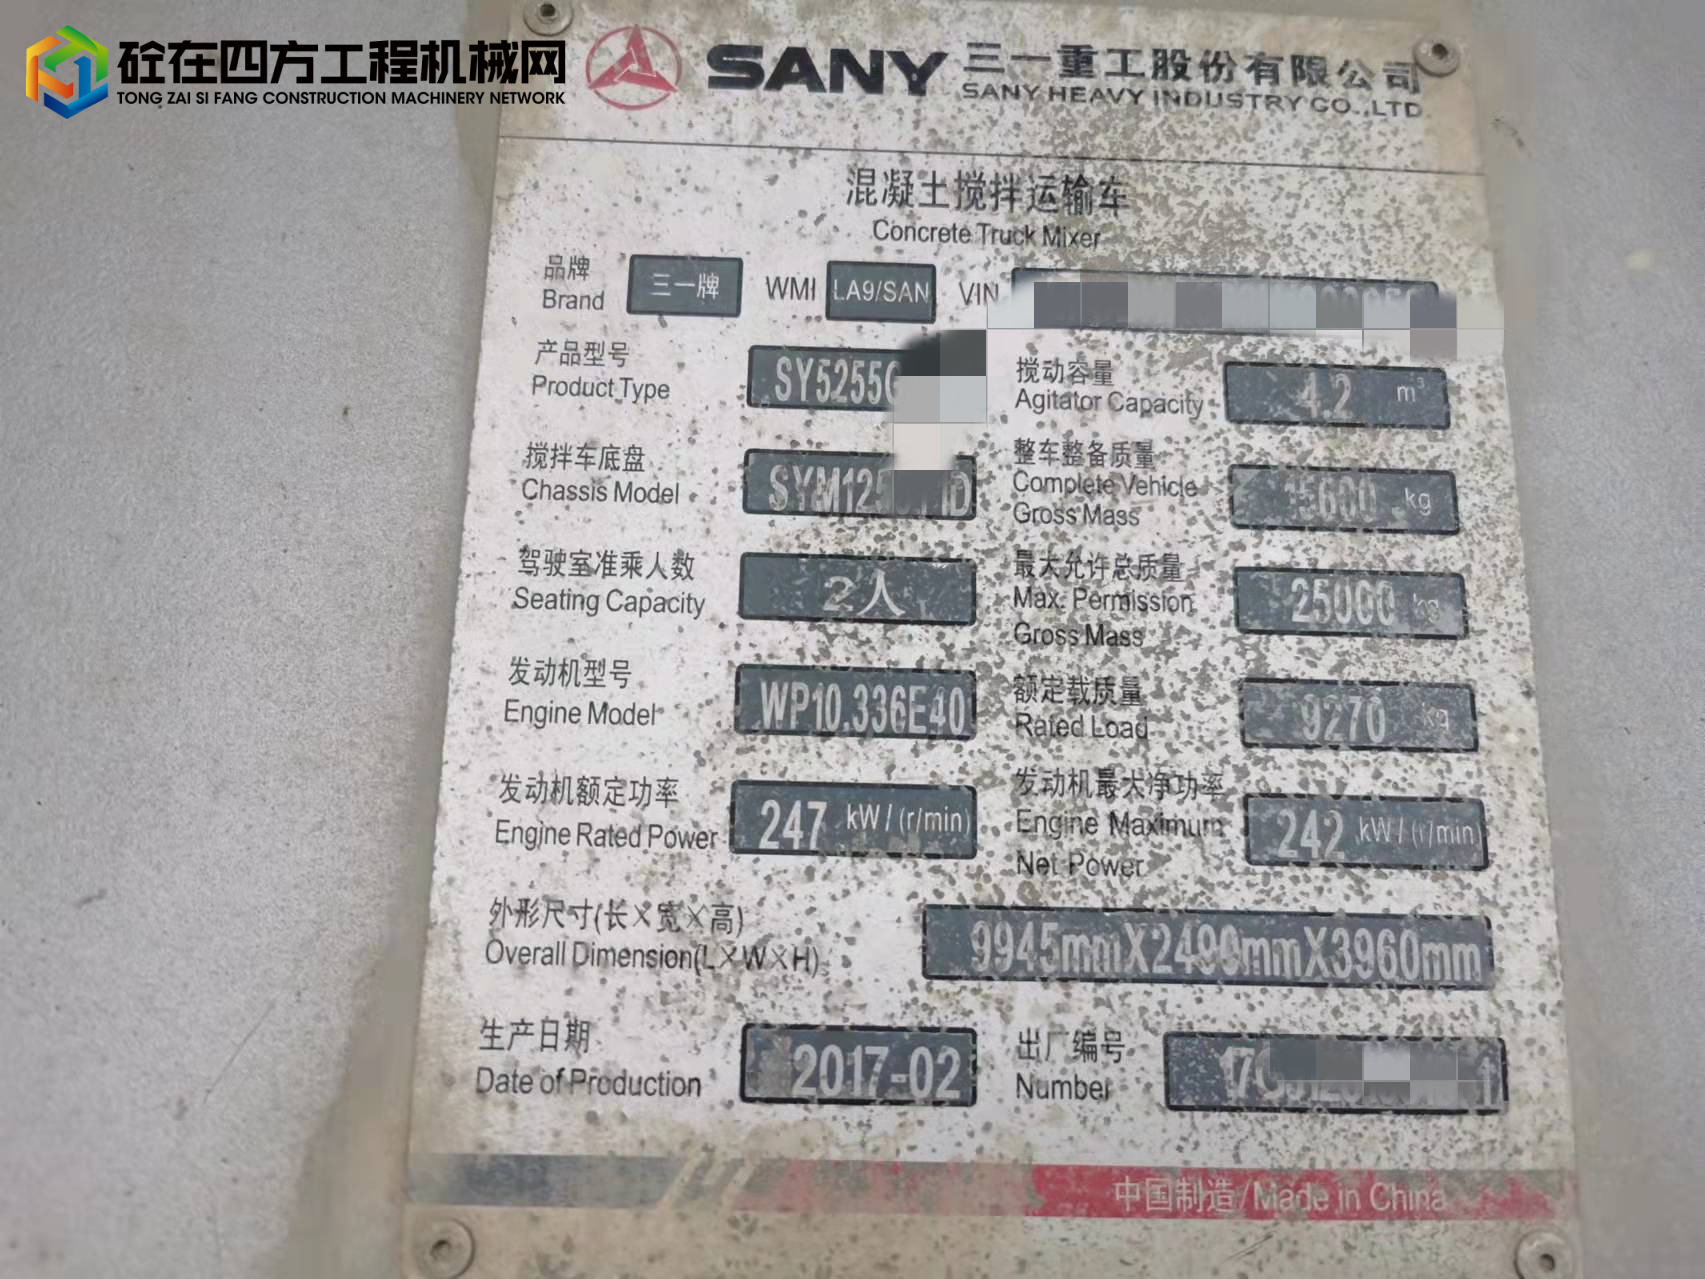 砼在四方工程机械网
TONG ZAI SI FANG CONSTRUCTION MACHINERY NETWORK
SANY 三一重工股份有限公司
SANY HEAVY INDUSTRY CO.,LTD
混凝土搅拌运输车
Concrete Truck Mixer
品牌
Brand
三一牌
WMI
LA9/SAN
VIN
产品型号
Product Type
搅动容量
Agitator Capacity
4.2 m³
搅拌车底盘
Chassis Model
整车整备质量
Complete Vehicle
Gross Mass
15600 kg
驾驶室准乘人数
Seating Capacity
2人
最大允许总质量
Max. Permission
Gross Mass
25000 kg
发动机型号
Engine Model
WP10.336E40
额定载质量
Rated Load
9270 kg
发动机额定功率
Engine Rated Power
247 kW/(r/min)
发动机最大净功率
Engine Maximum
Net Power
242 kW/(r/min)
外形尺寸(长×宽×高)
Overall Dimension(L×W×H)
9945mmX2490mmX3960mm
生产日期
Date of Production
2017-02
出厂编号
Number
中国制造/Made in China